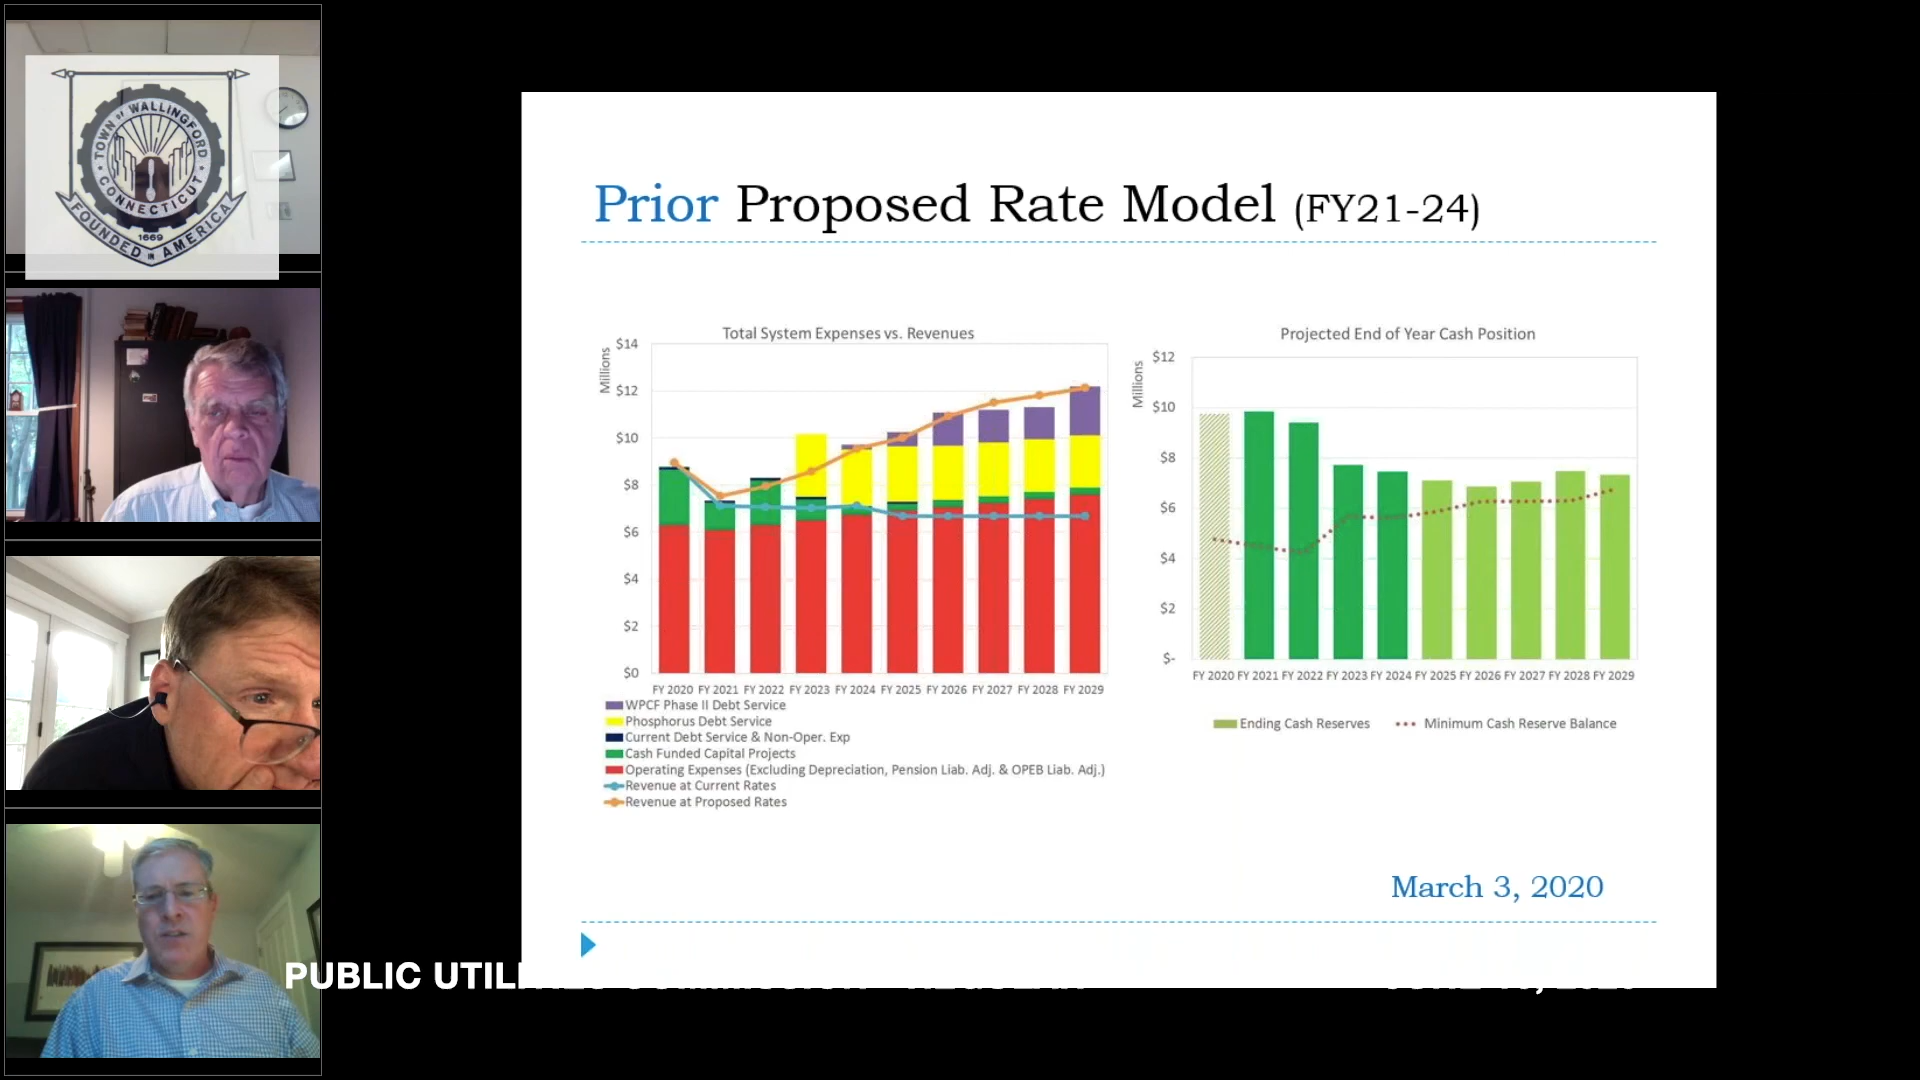 TOWN OF WALLINGFORD
CONNECTICUT
1669
FOUNDED IN AMERICA
Prior Proposed Rate Model (FY21-24)
Total System Expenses vs. Revenues
Millions
$14
$12
$10
$8
$6
$4
$2
$0
FY 2020 FY 2021 FY 2022 FY 2023 FY 2024 FY 2025 FY 2026 FY 2027 FY 2028 FY 2029
WPCF Phase II Debt Service
Phosphorus Debt Service
Current Debt Service & Non-Oper. Exp
Cash Funded Capital Projects
Operating Expenses (Excluding Depreciation, Pension Liab. Adj. & OPEB Liab. Adj.)
Revenue at Current Rates
Revenue at Proposed Rates
Projected End of Year Cash Position
Millions
$12
$10
$8
$6
$4
$2
$-
FY 2020 FY 2021 FY 2022 FY 2023 FY 2024 FY 2025 FY 2026 FY 2027 FY 2028 FY 2029
Ending Cash Reserves Minimum Cash Reserve Balance
March 3, 2020
PUBLIC